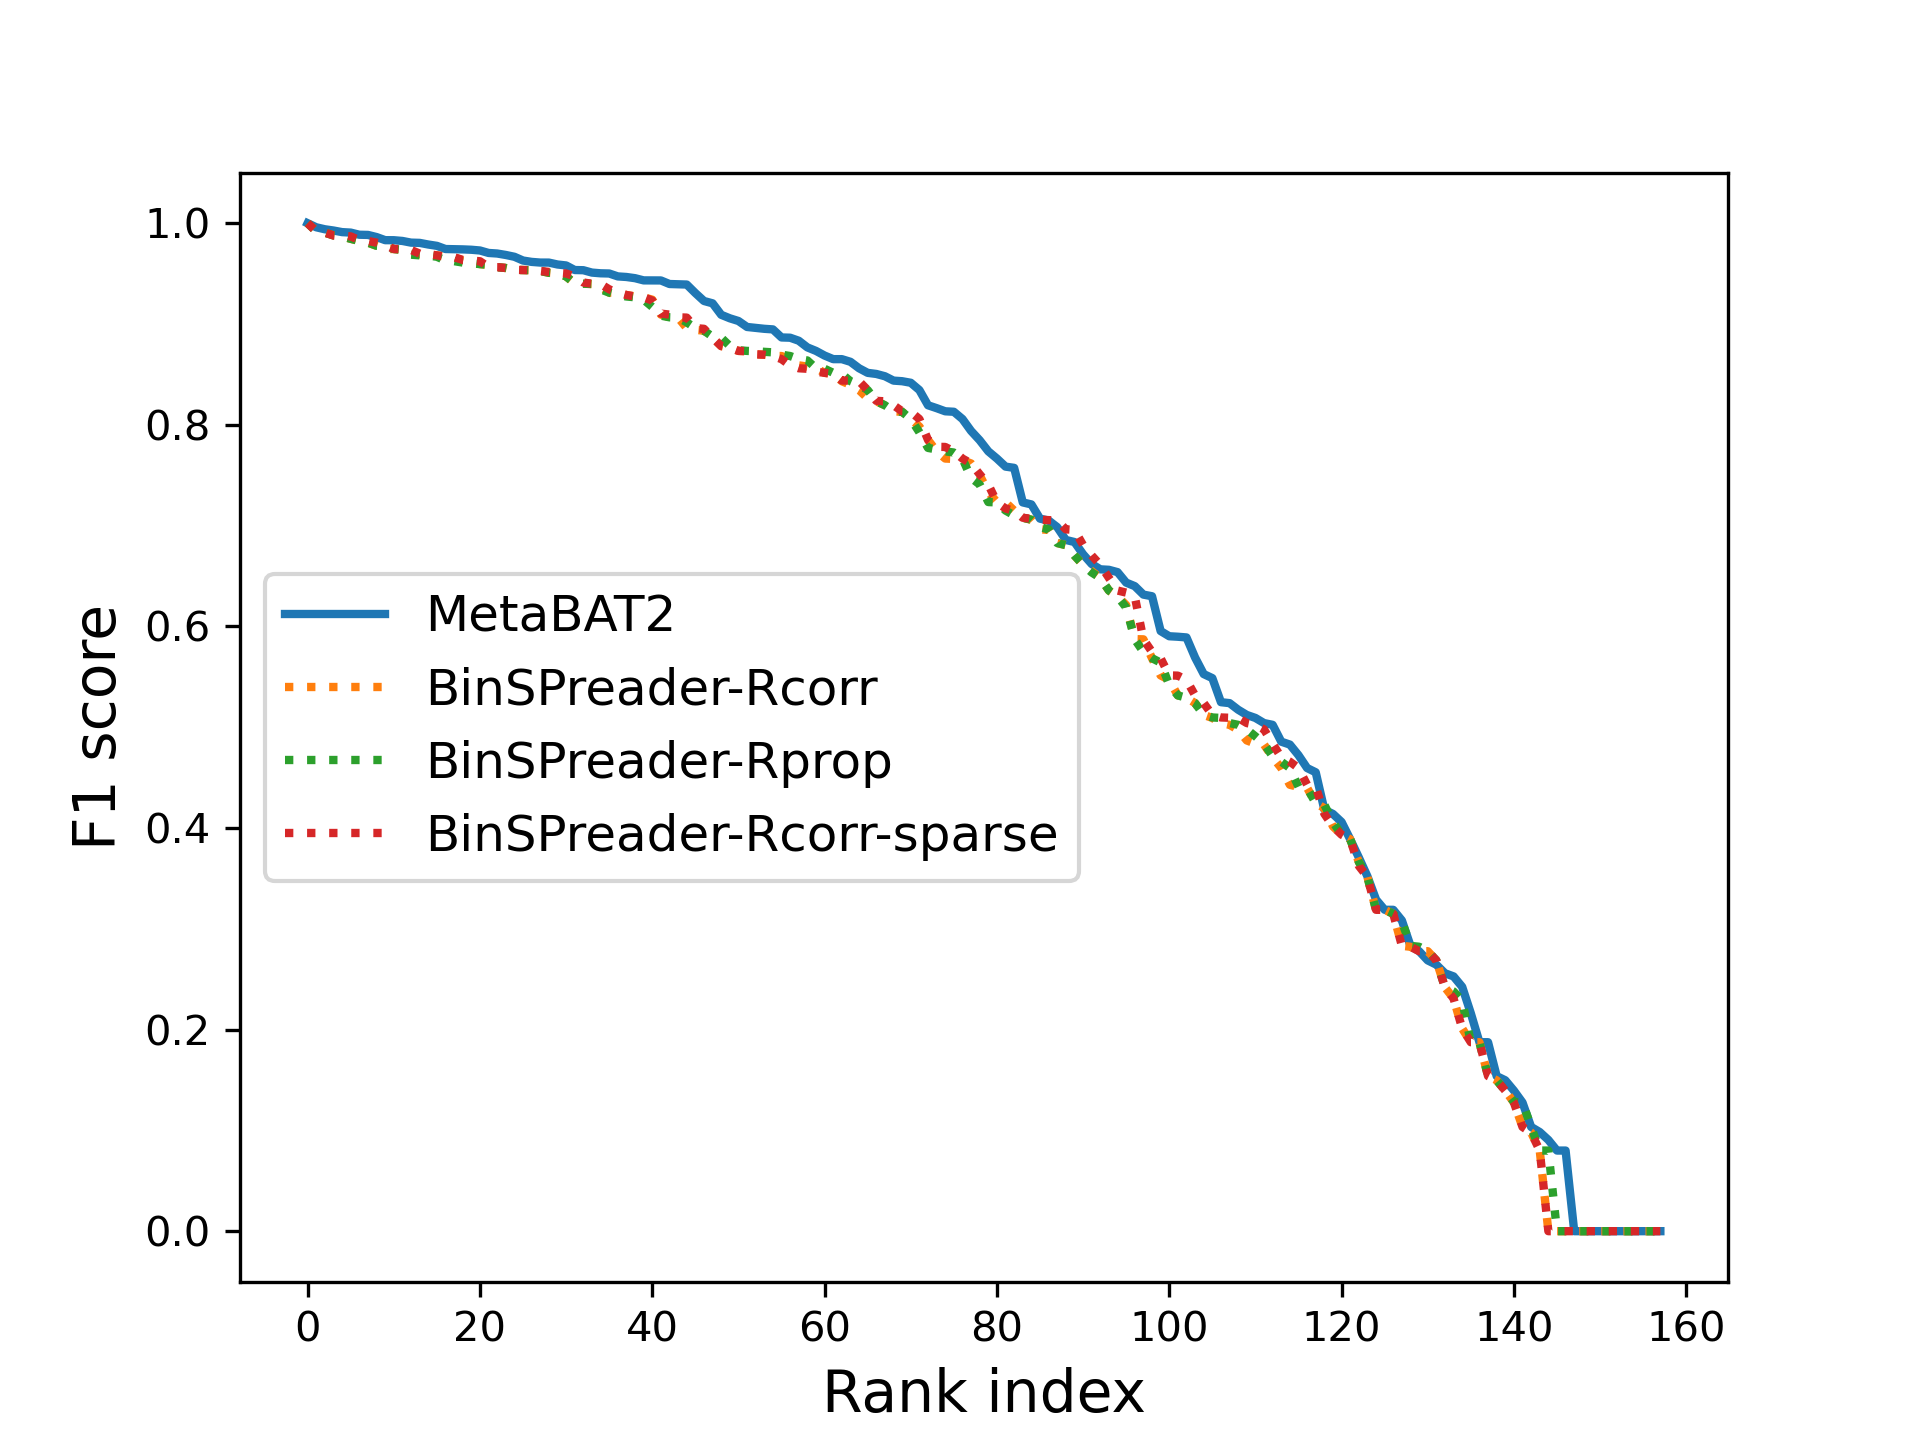 1.0
0.8
0.6
0.4
0.2
0.0
F1 score
MetaBAT2
BinSPreader-Rcorr
BinSPreader-Rprop
BinSPreader-Rcorr-sparse
0 20 40 60 80 100 120 140 160
Rank index